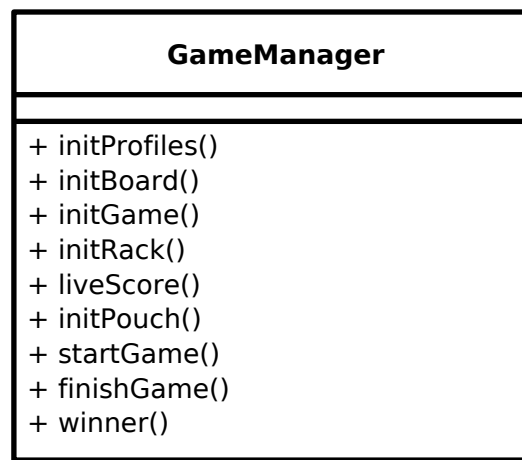 GameManager
+ initProfiles()
+ initBoard()
+ initGame()
+ initRack()
+ liveScore()
+ initPouch()
+ startGame()
+ finishGame()
+ winner()